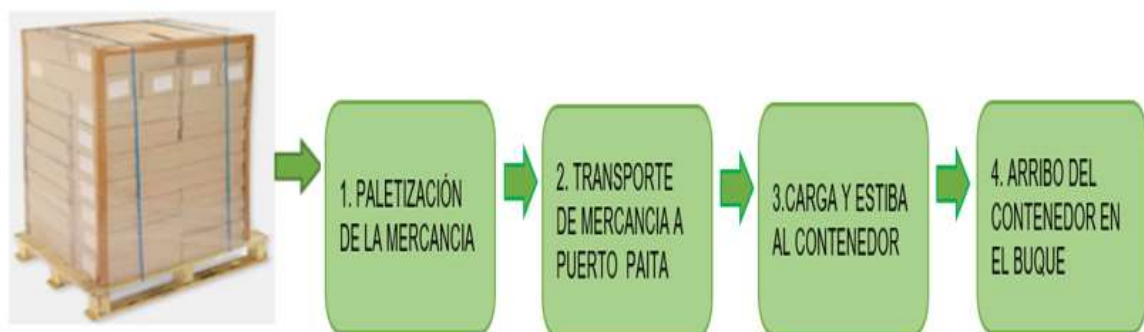 1. PALETIZACIÓN
DE LA MERCANCIA
2. TRANSPORTE
DE MERCANCIA A
PUERTO PAITA
3.CARGA Y ESTIBA
AL CONTENEDOR
4. ARRIBO DEL
CONTENEDOR EN
EL BUQUE